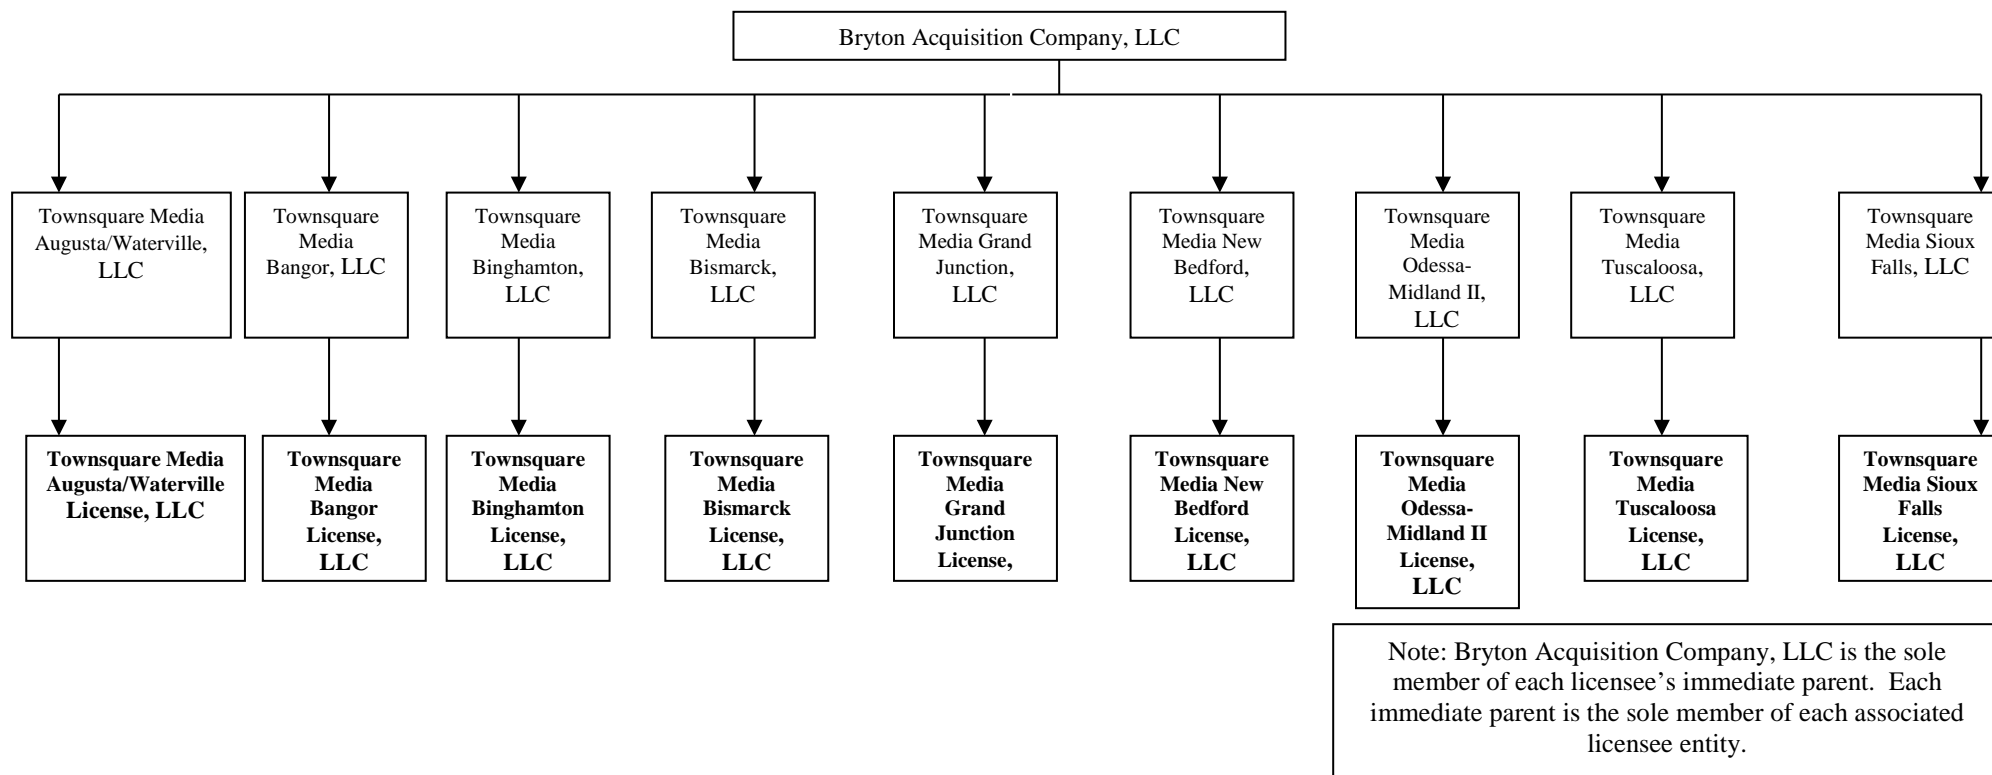 Bryton Acquisition Company, LLC
Townsquare Media
Augusta/Waterville,
LLC
Townsquare
Media
Bangor, LLC
Townsquare
Media
Binghamton,
LLC
Townsquare
Media
Bismarck,
LLC
Townsquare
Media Grand
Junction,
LLC
Townsquare
Media New
Bedford,
LLC
Townsquare
Media
Odessa-
Midland II,
LLC
Townsquare
Media
Tuscaloosa,
LLC
Townsquare
Media Sioux
Falls, LLC
Townsquare Media
Augusta/Waterville
License, LLC
Townsquare
Media
Bangor
License,
LLC
Townsquare
Media
Binghamton
License,
LLC
Townsquare
Media
Bismarck
License,
LLC
Townsquare
Media
Grand
Junction
License,
Townsquare
Media New
Bedford
License,
LLC
Townsquare
Media
Odessa-
Midland II
License,
LLC
Townsquare
Media
Tuscaloosa
License,
LLC
Townsquare
Media Sioux
Falls
License,
LLC
Note: Bryton Acquisition Company, LLC is the sole
member of each licensee’s immediate parent.  Each
immediate parent is the sole member of each associated
licensee entity.